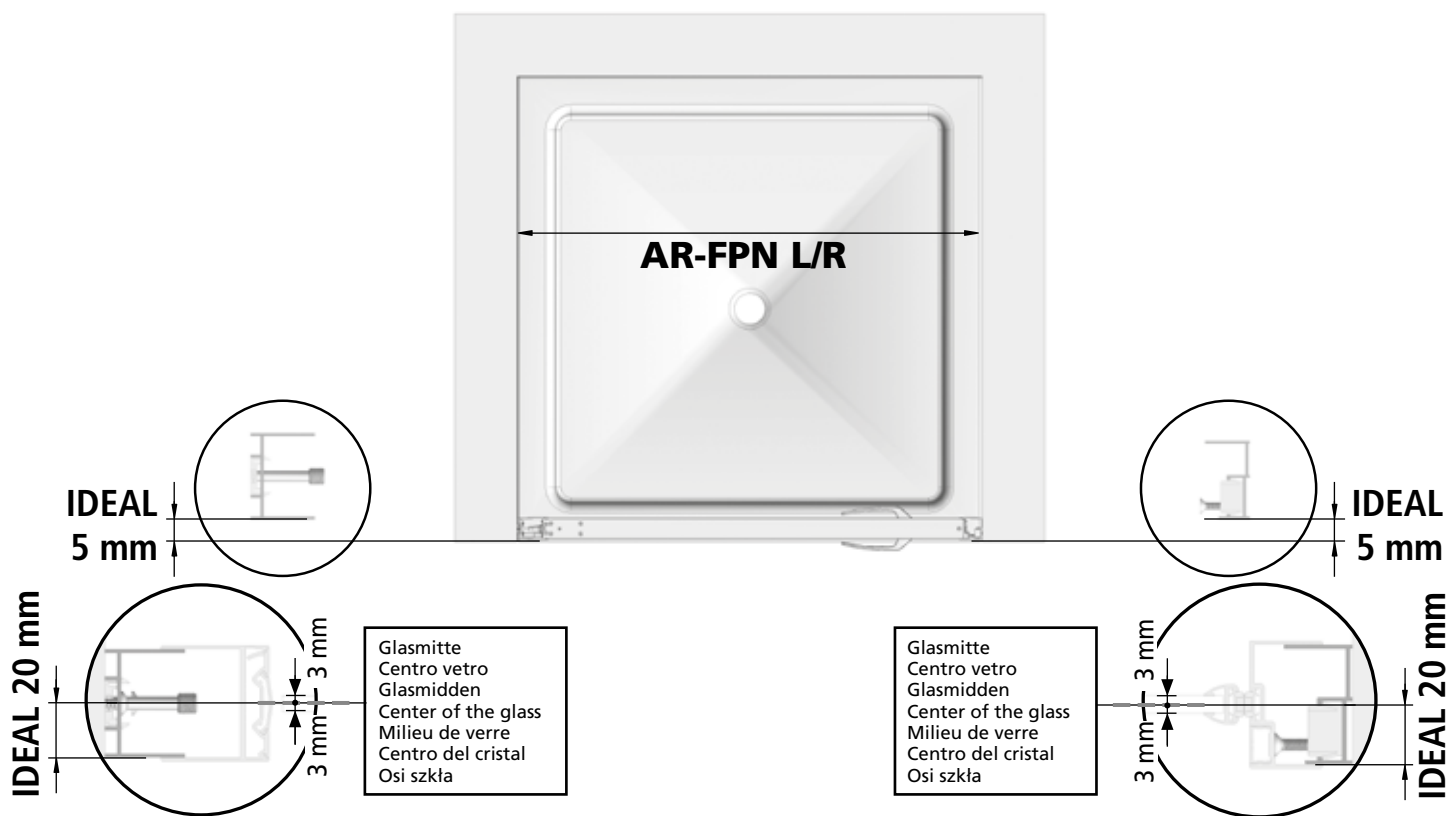 AR-FPN L/R
IDEAL
5 mm
IDEAL
5 mm
IDEAL 20 mm
3 mm
3 mm
Glasmitte
Centro vetro
Glasmidden
Center of the glass
Milieu de verre
Centro del cristal
Osi szkła
Glasmitte
Centro vetro
Glasmidden
Center of the glass
Milieu de verre
Centro del cristal
Osi szkła
3 mm
3 mm
IDEAL 20 mm